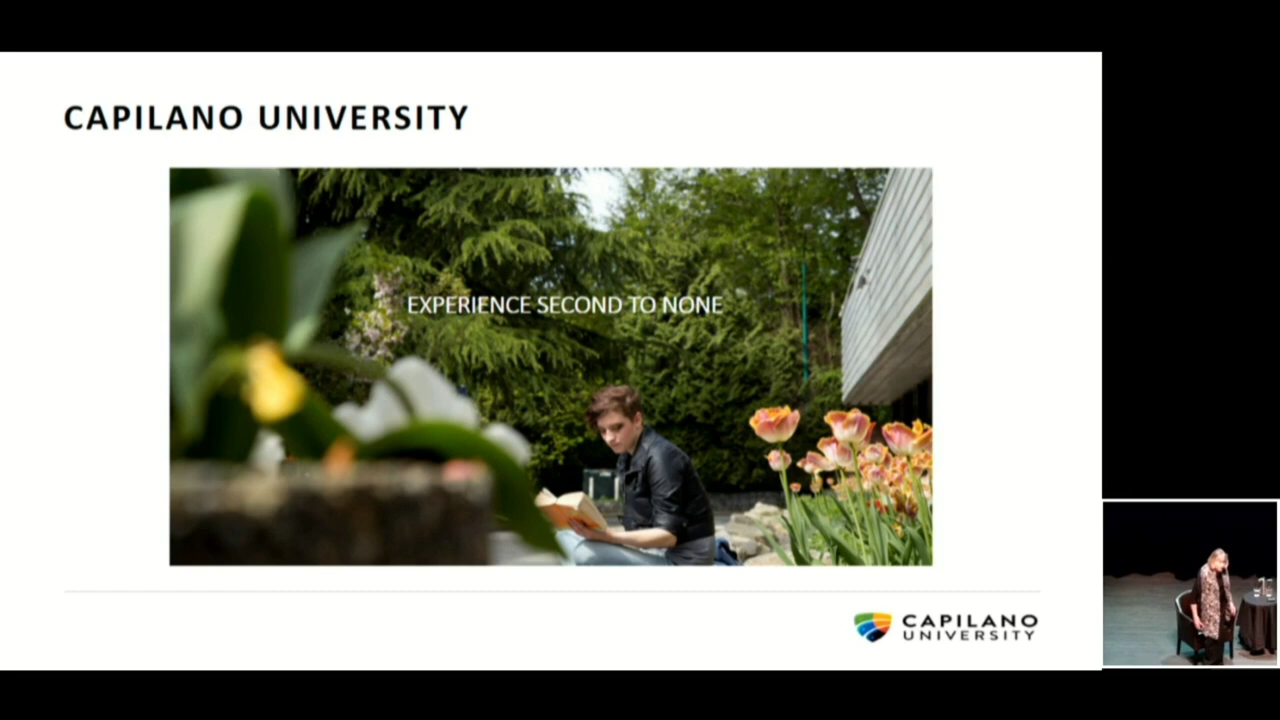 CAPILANO UNIVERSITY
EXPERIENCE SECOND TO NONE
CAPILANO
UNIVERSITY